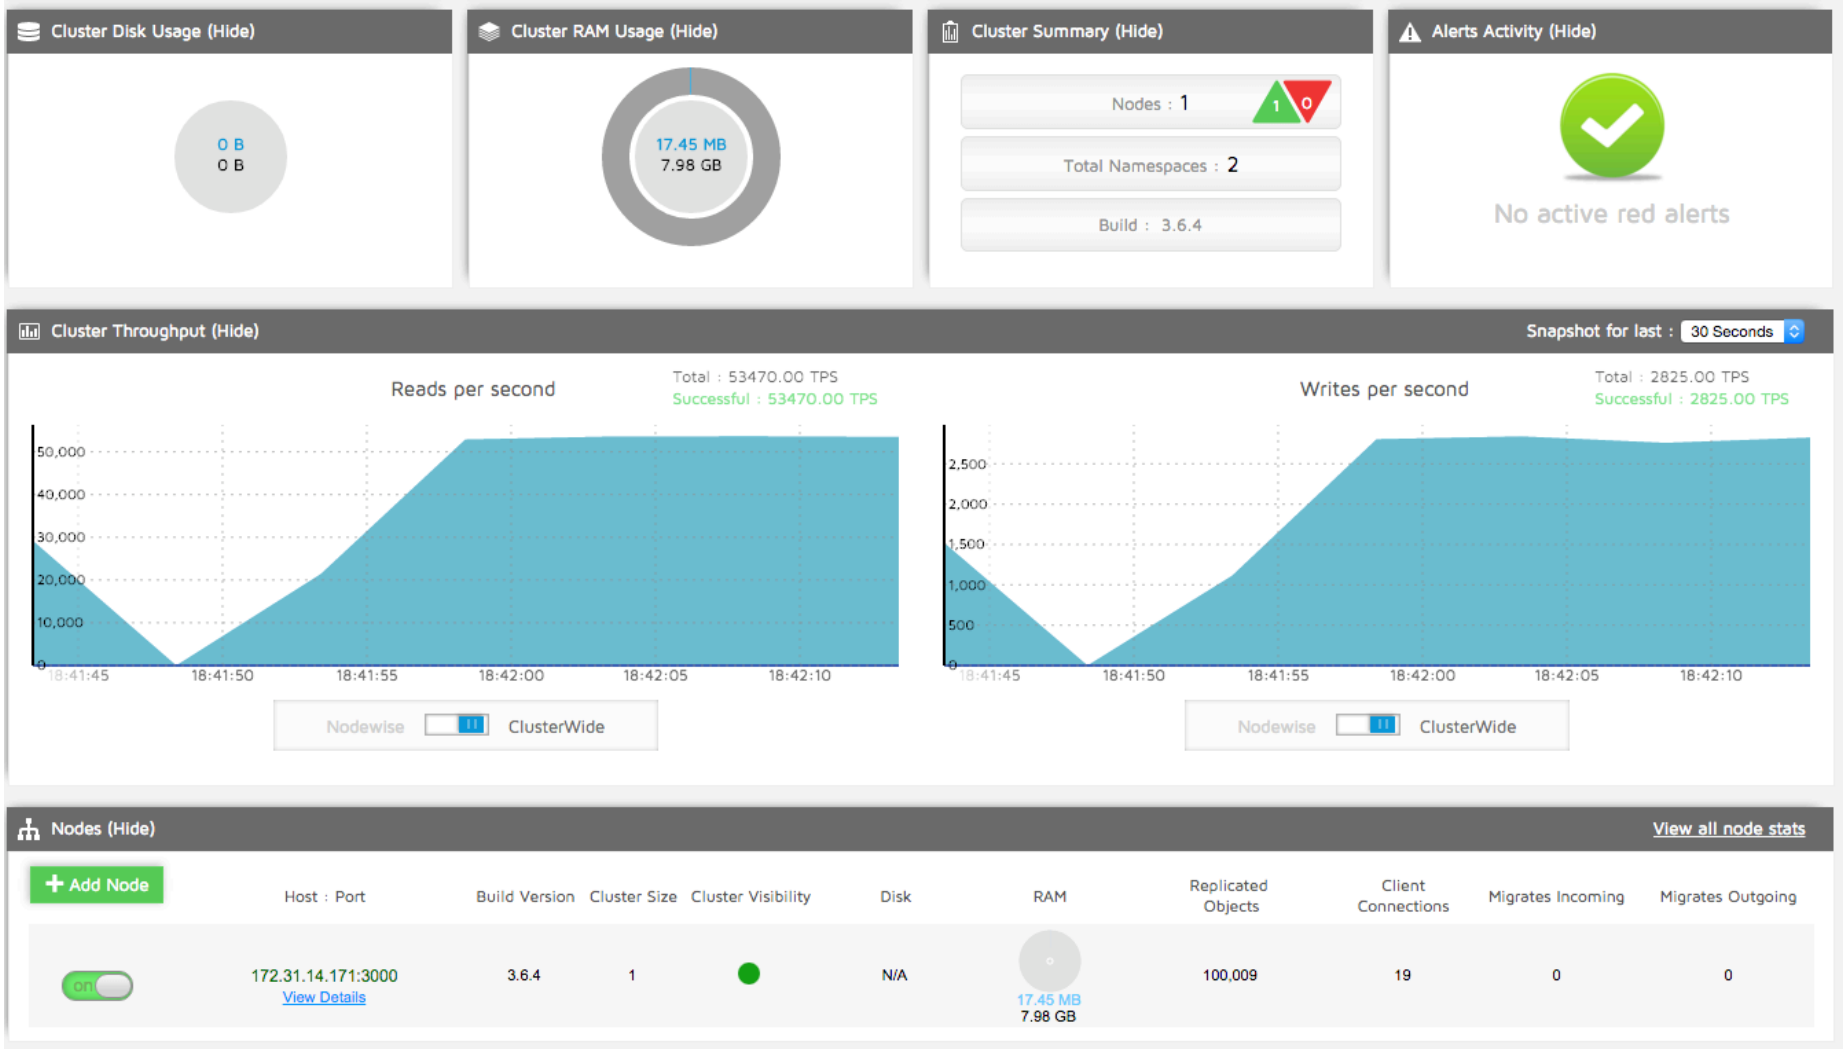 Cluster Disk Usage (Hide)
0 B
0 B
Cluster RAM Usage (Hide)
17.45 MB
7.98 GB
Cluster Summary (Hide)
Nodes : 1
1
0
Total Namespaces : 2
Build : 3.6.4
Alerts Activity (Hide)
No active red alerts
Cluster Throughput (Hide)
Snapshot for last : 30 Seconds
Reads per second
Total : 53470.00 TPS
Successful : 53470.00 TPS
50,000
40,000
30,000
20,000
10,000
0
18:41:45 18:41:50 18:41:55 18:42:00 18:42:05 18:42:10
Nodewise ClusterWide
Writes per second
Total : 2825.00 TPS
Successful : 2825.00 TPS
2,500
2,000
1,500
1,000
500
0
18:41:45 18:41:50 18:41:55 18:42:00 18:42:05 18:42:10
Nodewise ClusterWide
Nodes (Hide)
View all node stats
+ Add Node
Host : Port
Build Version
Cluster Size
Cluster Visibility
Disk
RAM
Replicated
Objects
Client
Connections
Migrates Incoming
Migrates Outgoing
on
172.31.14.171:3000
View Details
3.6.4
1
N/A
17.45 MB
7.98 GB
100,009
19
0
0